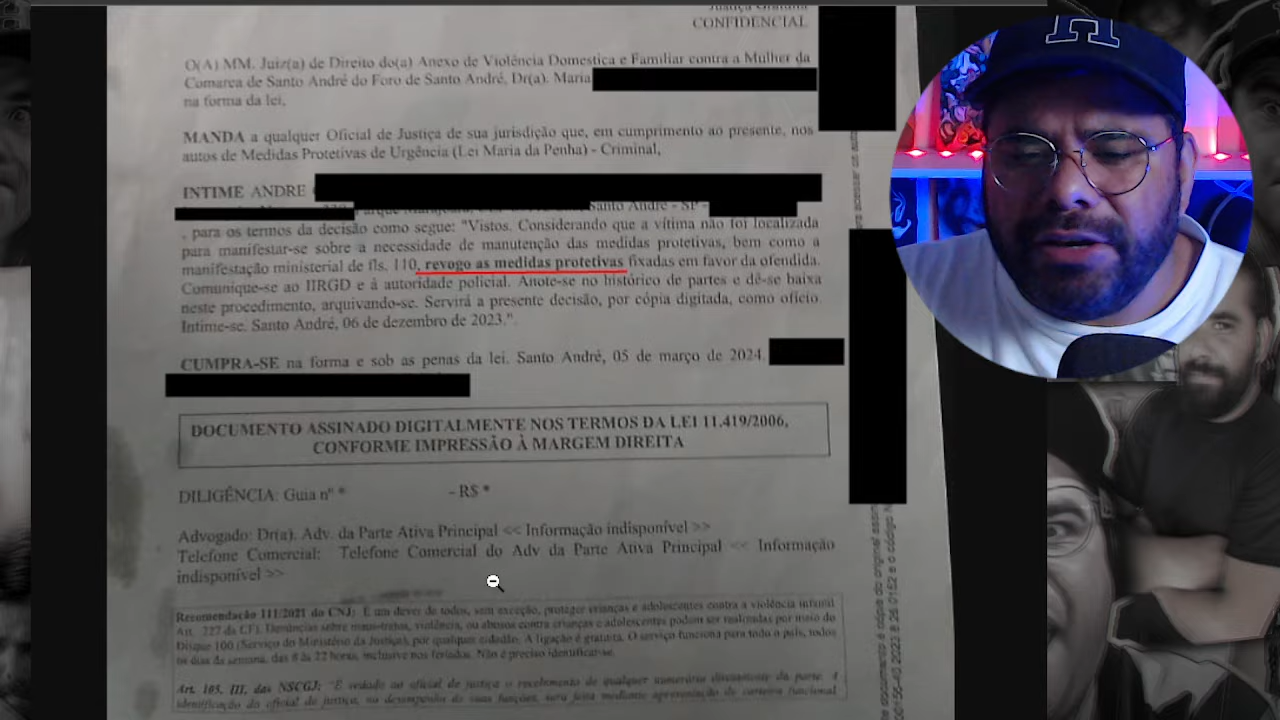 Justiça Gratuita
CONFIDENCIAL
O(A) MM. Juiz(a) de Direito do(a) Anexo de Violência Domestica e Familiar contra a Mulher da
Comarca de Santo André do Foro de Santo André, Dr(a). Maria
na forma da lei,
MANDA a qualquer Oficial de Justiça de sua jurisdição que, em cumprimento ao presente, nos
autos de Medidas Protetivas de Urgência (Lei Maria da Penha) - Criminal,
INTIME ANDRE
Santo André - SP -
, para os termos da decisão como segue: "Vistos. Considerando que a vítima não foi localizada
para manifestar-se sobre a necessidade de manutenção das medidas protetivas, bem como a
manifestação ministerial de fls. 110, revogo as medidas protetivas fixadas em favor da ofendida.
Comunique-se ao IIRGD e à autoridade policial. Anote-se no histórico de partes e dê-se baixa
neste procedimento, arquivando-se. Servirá a presente decisão, por cópia digitada, como ofício.
Intime-se. Santo André, 06 de dezembro de 2023.".
CUMPRA-SE na forma e sob as penas da lei. Santo André, 05 de março de 2024.
DOCUMENTO ASSINADO DIGITALMENTE NOS TERMOS DA LEI 11.419/2006,
CONFORME IMPRESSÃO À MARGEM DIREITA
DILIGÊNCIA: Guia nº * - R$ *
Advogado: Dr(a). Adv. da Parte Ativa Principal << Informação indisponível >>
Telefone Comercial: Telefone Comercial do Adv da Parte Ativa Principal << Informação
indisponível >>
Recomendação 111/2021 do CNJ: É um dever de todos, sem exceção, proteger crianças e adolescentes contra a violência infantil
Art. 227 da CF). Denúncias sobre maus-tratos, violência, ou abusos contra crianças e adolescentes podem ser realizadas por meio do
Disque 100 (Serviço do Ministério da Justiça), por qualquer cidadão. A ligação é gratuita. O serviço funciona para todo o país, todos
os dias da semana, das 8 às 22 horas, inclusive nos feriados. Não é preciso identificar-se.
Art. 105, III, das NSCGJ: "É vedado ao oficial de justiça o recebimento de qualquer numerário diretamente da parte. A
identificação do oficial de justiça, no desempenho de suas funções, será feita mediante apresentação de carteira funcional
H